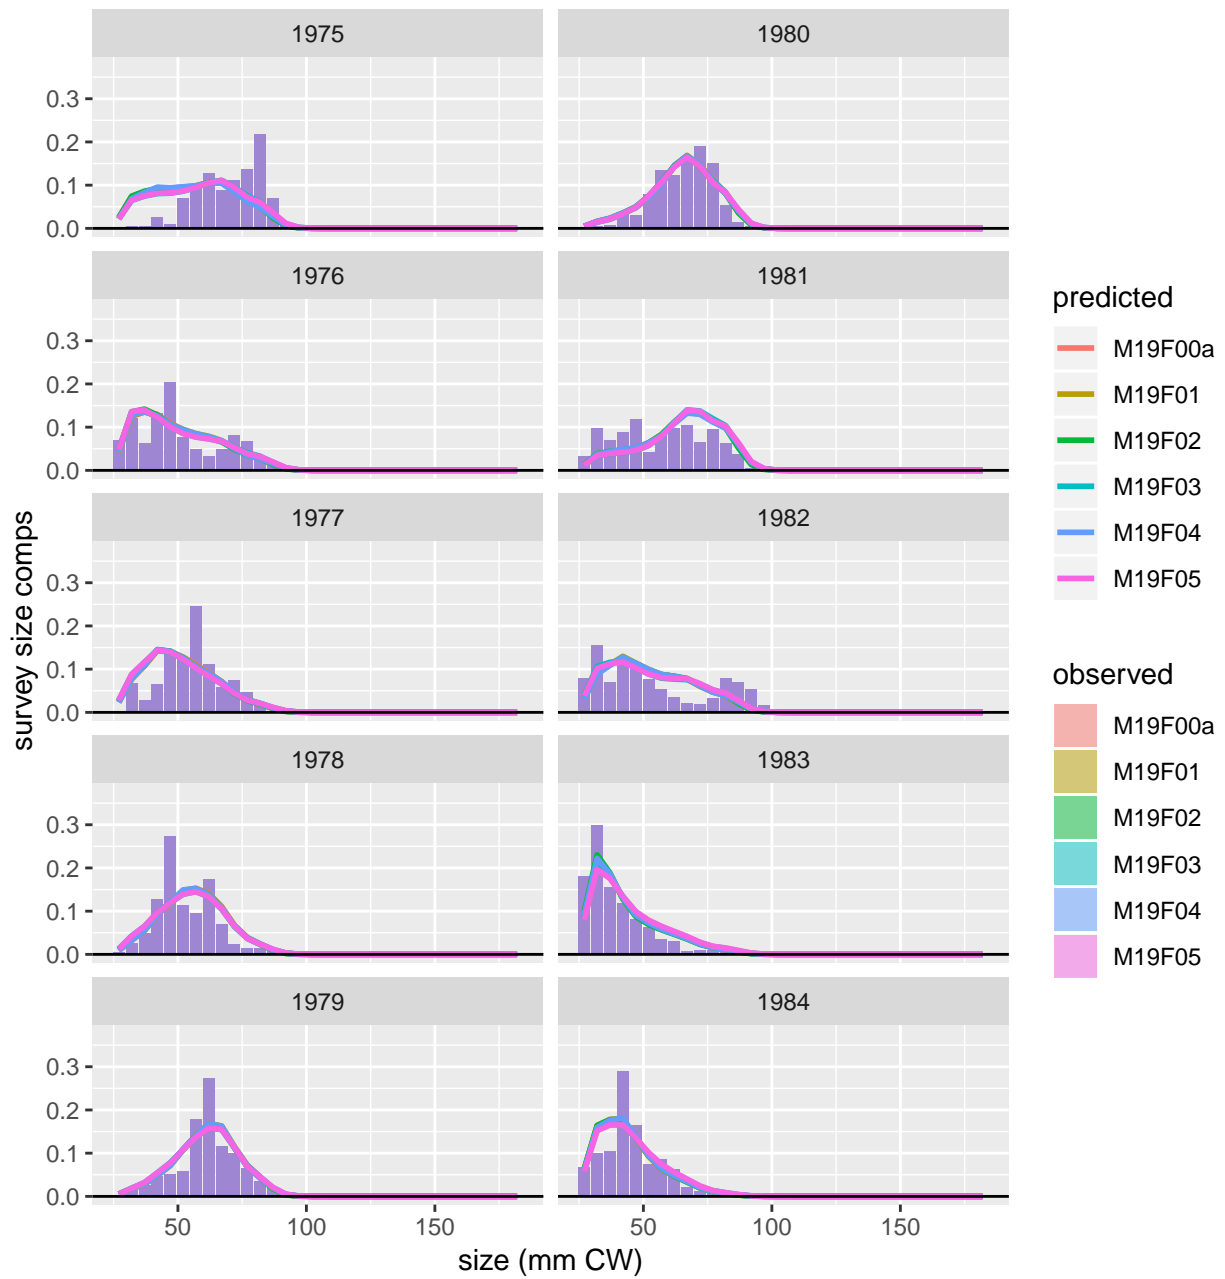 1975
1980
0.3
0.2
0.1
0.0
1976
1981
0.3
0.2
0.1
0.0
1977
1982
0.3
0.2
0.1
0.0
1978
1983
0.3
0.2
0.1
0.0
1979
1984
0.3
0.2
0.1
0.0
50
100
150
50
100
150
size (mm CW)
survey size comps
predicted
M19F00a
M19F01
M19F02
M19F03
M19F04
M19F05
observed
M19F00a
M19F01
M19F02
M19F03
M19F04
M19F05